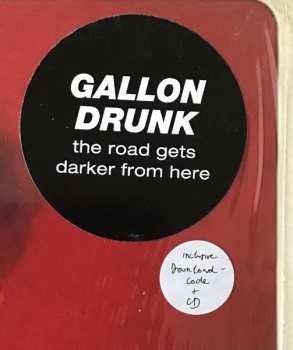 GALLON
DRUNK
the road gets
darker from here
inclusive
Download-
code
+
CD